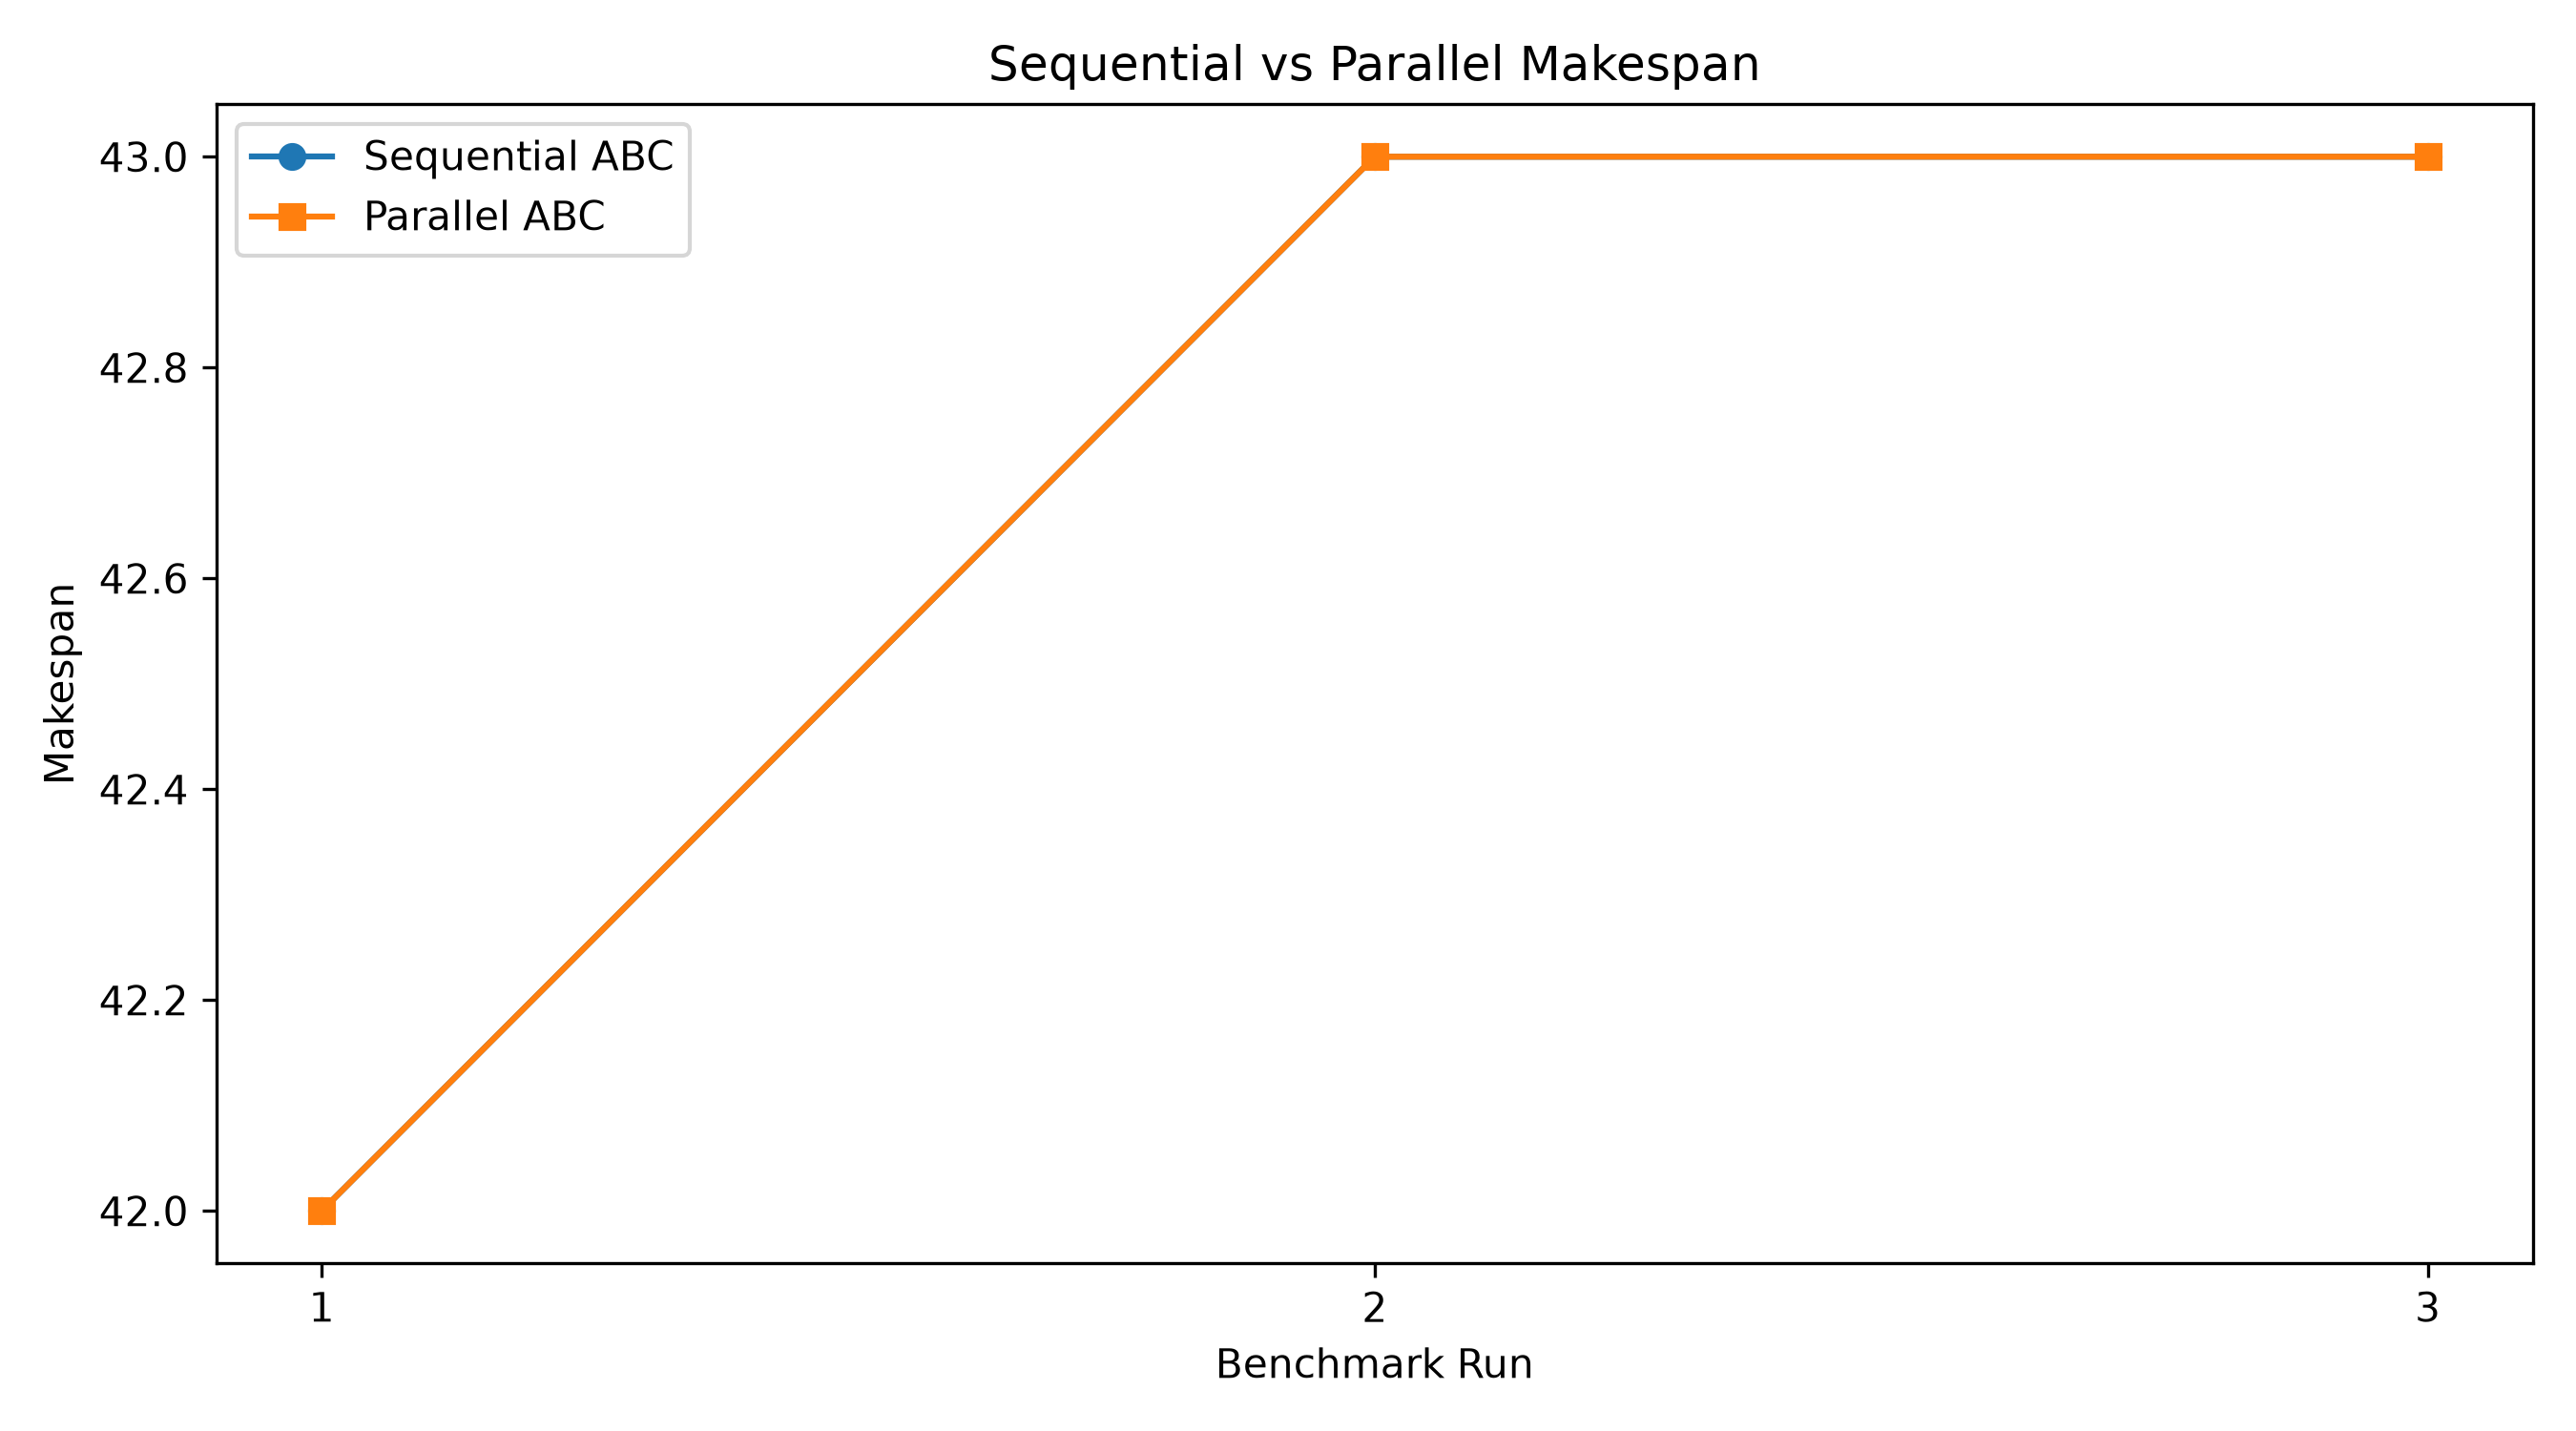 Sequential vs Parallel Makespan
Sequential ABC
Parallel ABC
43.0
42.8
42.6
42.4
42.2
42.0
Makespan
1
2
3
Benchmark Run